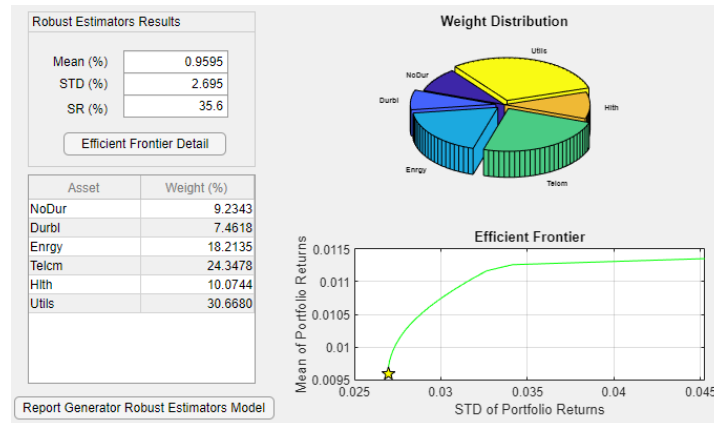 Robust Estimators Results
Mean (%) 0.9595
STD (%) 2.695
SR (%) 35.6
Efficient Frontier Detail
Asset Weight (%)
NoDur 9.2343
Durbl 7.4618
Enrgy 18.2135
Telcm 24.3478
Hlth 10.0744
Utils 30.6680
Report Generator Robust Estimators Model
Weight Distribution
Utils
NoDur
Durbl
Hlth
Enrgy
Telcm
Efficient Frontier
Mean of Portfolio Returns
0.0115
0.011
0.0105
0.01
0.0095
0.025 0.03 0.035 0.04 0.045
STD of Portfolio Returns